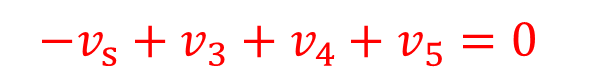 −𝑣ₛ + 𝑣₃ + 𝑣₄ + 𝑣₅ = 0